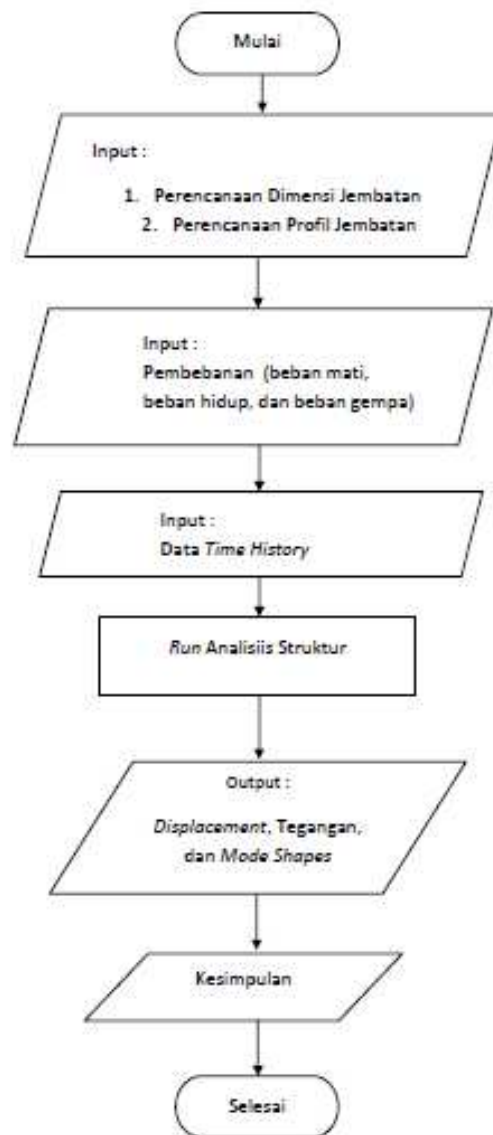 Mulai
Input :
1. Perencanaan Dimensi Jembatan
2. Perencanaan Profil Jembatan
Input :
Pembebanan (beban mati,
beban hidup, dan beban gempa)
Input :
Data Time History
Run Analisiis Struktur
Output :
Displacement, Tegangan,
dan Mode Shapes
Kesimpulan
Selesai